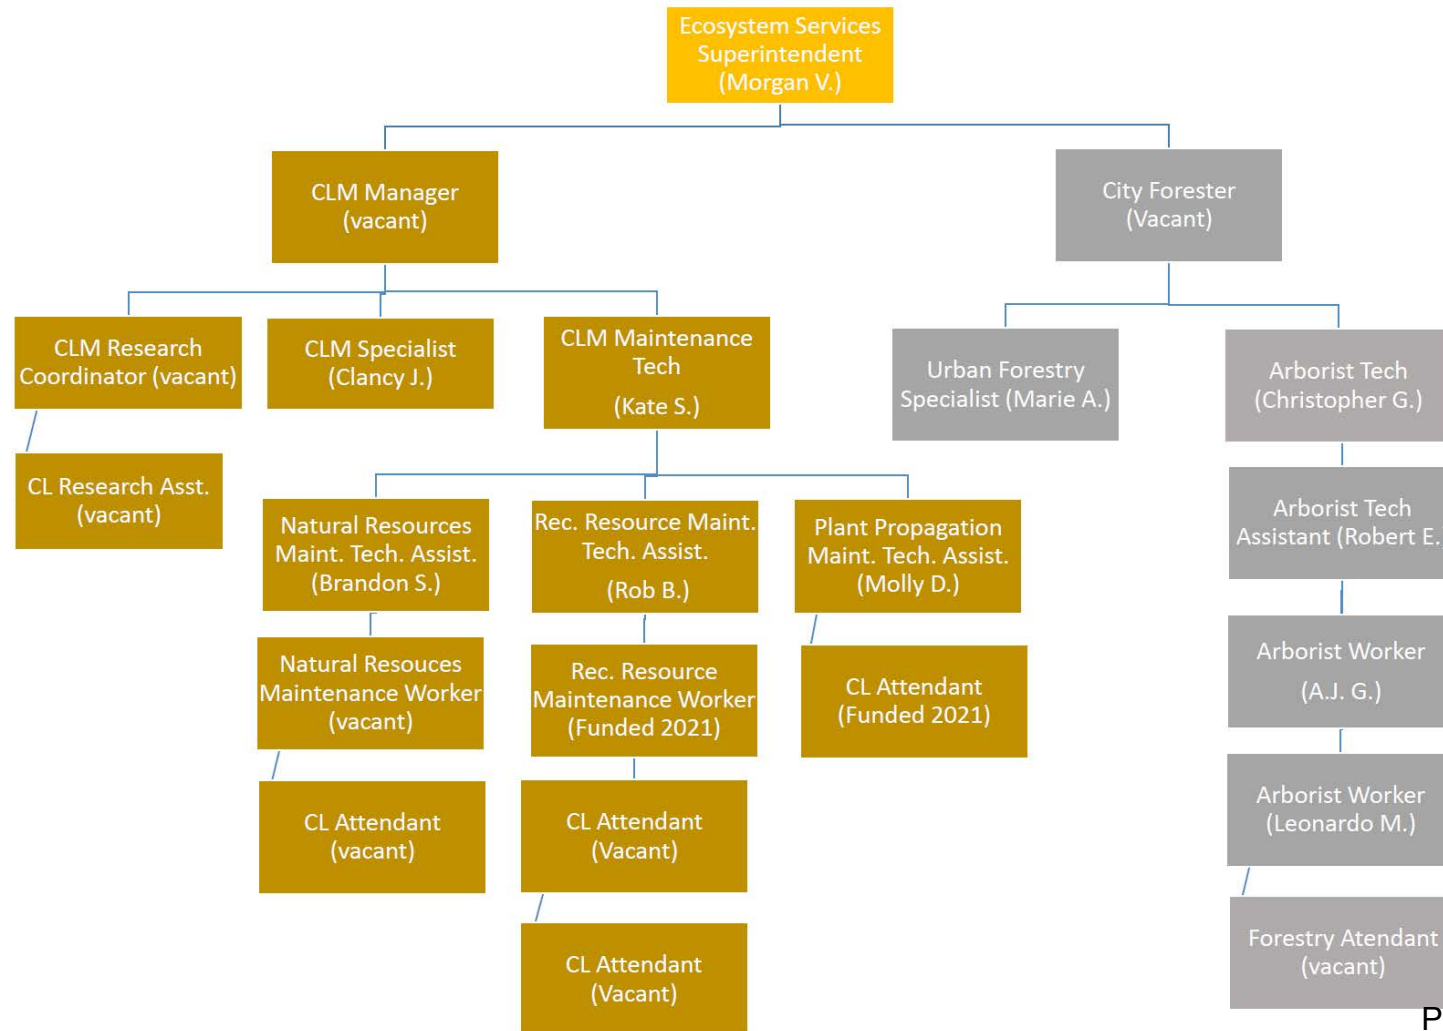 Ecosystem Services
Superintendent
(Morgan V.)
CLM Manager
(vacant)
City Forester
(Vacant)
CLM Research
Coordinator (vacant)
CLM Specialist
(Clancy J.)
CLM Maintenance
Tech
(Kate S.)
Urban Forestry
Specialist (Marie A.)
Arborist Tech
(Christopher G.)
CL Research Asst.
(vacant)
Natural Resources
Maint. Tech. Assist.
(Brandon S.)
Rec. Resource Maint.
Tech. Assist.
(Rob B.)
Plant Propagation
Maint. Tech. Assist.
(Molly D.)
Arborist Tech
Assistant (Robert E.
Natural Resouces
Maintenance Worker
(vacant)
Rec. Resource
Maintenance Worker
(Funded 2021)
CL Attendant
(Funded 2021)
Arborist Worker
(A.J. G.)
CL Attendant
(vacant)
CL Attendant
(Vacant)
Arborist Worker
(Leonardo M.)
CL Attendant
(Vacant)
Forestry Atendant
(vacant)
P